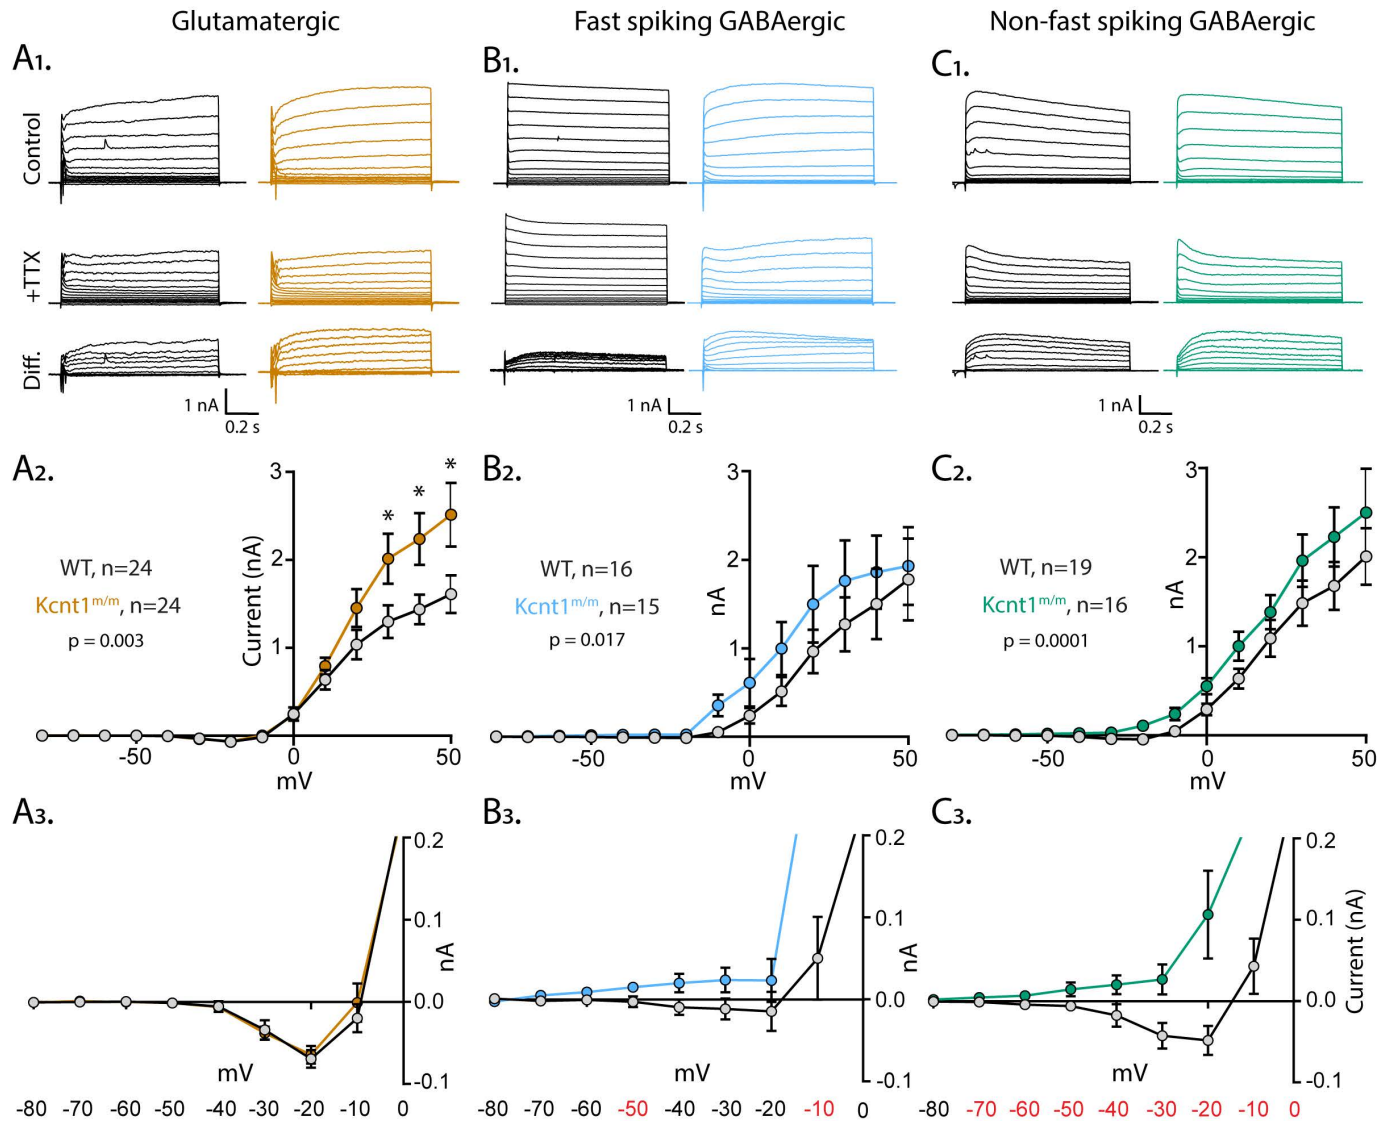 Glutamatergic
Fast spiking GABAergic
Non-fast spiking GABAergic
A1.
B1.
C1.
Control
+TTX
Diff.
1 nA
0.2 s
1 nA
0.2 s
1 nA
0.2 s
A2.
3
2
1
Current (nA)
* * *
WT, n=24
Kcnt1m/m, n=24
p = 0.003
-50 0 50
mV
B2.
3
2
1
nA
WT, n=16
Kcnt1m/m, n=15
p = 0.017
-50 0 50
mV
C2.
3
2
1
nA
WT, n=19
Kcnt1m/m, n=16
p = 0.0001
-50 0 50
mV
A3.
0.2
0.1
0.0
-0.1
nA
mV
-80 -70 -60 -50 -40 -30 -20 -10 0
B3.
0.2
0.1
0.0
-0.1
nA
mV
-80 -70 -60 -50 -40 -30 -20 -10 0
C3.
0.2
0.1
0.0
-0.1
Current (nA)
mV
-80 -70 -60 -50 -40 -30 -20 -10 0